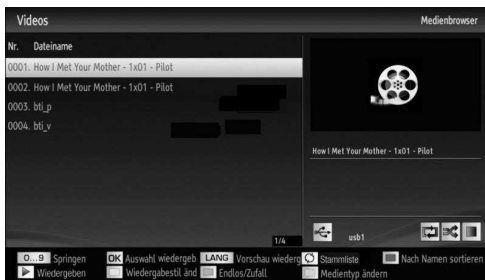 Videos
Medienbrowser
Nr. Dateiname
0001. How I Met Your Mother - 1x01 - Pilot
0002. How I Met Your Mother - 1x01 - Pilot
0003. bti_p
0004. bti_v
How I Met Your Mother - 1x01 - Pilot
1/4
usb1
0...9 Springen OK Auswahl wiedergeb LANG Vorschau wiederg Stammliste Nach Namen sortieren
Wiedergeben Wiedergabestil änd Endlos/Zufall Medientyp ändern